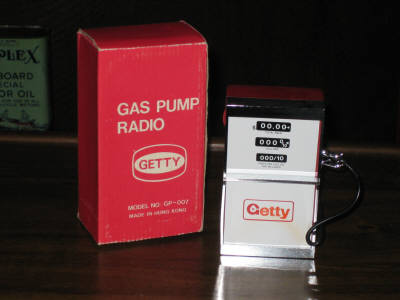 PLEX
BOARD
CIAL
OR OIL
GAS PUMP
RADIO
GETTY
MODEL NO: GP-007
MADE IN HONG KONG
00.00
000
000/10
Getty